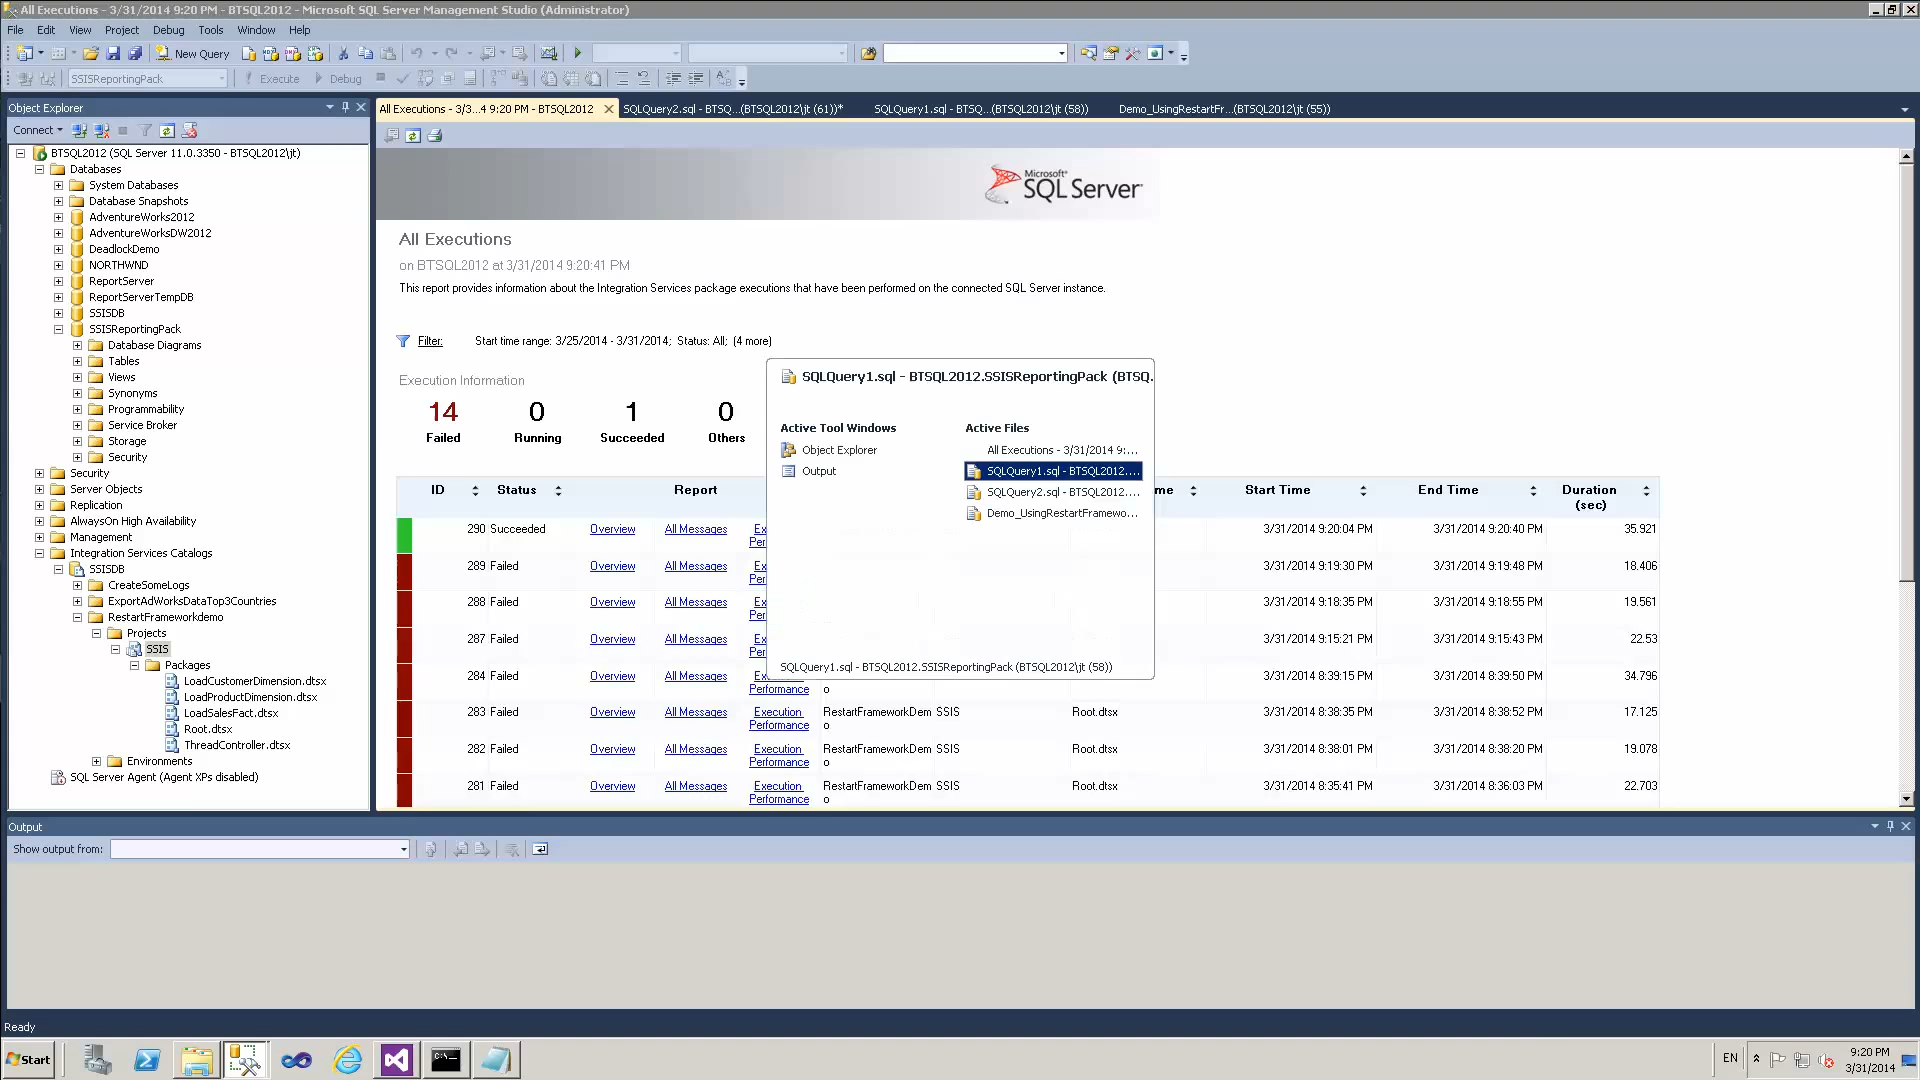 All Executions - 3/31/2014 9:20 PM - BTSQL2012 - Microsoft SQL Server Management Studio (Administrator)
File Edit View Project Debug Tools Window Help
New Query
SSISReportingPack Execute Debug
Object Explorer
Connect
BTSQL2012 (SQL Server 11.0.3350 - BTSQL2012\jt)
Databases
System Databases
Database Snapshots
AdventureWorks2012
AdventureWorksDW2012
DeadlockDemo
NORTHWND
ReportServer
ReportServerTempDB
SSISDB
SSISReportingPack
Database Diagrams
Tables
Views
Synonyms
Programmability
Service Broker
Storage
Security
Security
Server Objects
Replication
AlwaysOn High Availability
Management
Integration Services Catalogs
SSISDB
CreateSomeLogs
ExportAdWorksDataTop3Countries
RestartFrameworkdemo
Projects
SSIS
Packages
LoadCustomerDimension.dtsx
LoadProductDimension.dtsx
LoadSalesFact.dtsx
Root.dtsx
ThreadController.dtsx
Environments
SQL Server Agent (Agent XPs disabled)
All Executions - 3/3...4 9:20 PM - BTSQL2012 SQLQuery2.sql - BTSQ...(BTSQL2012\jt (61))* SQLQuery1.sql - BTSQ...(BTSQL2012\jt (58)) Demo_UsingRestartFr...(BTSQL2012\jt (55))
Microsoft®
SQL Server
All Executions
on BTSQL2012 at 3/31/2014 9:20:41 PM
This report provides information about the Integration Services package executions that have been performed on the connected SQL Server instance.
Filter: Start time range: 3/25/2014 - 3/31/2014; Status: All; (4 more)
Execution Information
14 0 1 0
Failed Running Succeeded Others
SQLQuery1.sql - BTSQL2012.SSISReportingPack (BTSQ.
Active Tool Windows Active Files
Object Explorer All Executions - 3/31/2014 9:...
Output SQLQuery1.sql - BTSQL2012....
SQLQuery2.sql - BTSQL2012....
Demo_UsingRestartFramewo...
SQLQuery1.sql - BTSQL2012.SSISReportingPack (BTSQL2012\jt (58))
ID Status Report me Start Time End Time Duration
(sec)
290 Succeeded Overview All Messages Ex 3/31/2014 9:20:04 PM 3/31/2014 9:20:40 PM 35.921
Per
289 Failed Overview All Messages Ex 3/31/2014 9:19:30 PM 3/31/2014 9:19:48 PM 18.406
Per
288 Failed Overview All Messages Ex 3/31/2014 9:18:35 PM 3/31/2014 9:18:55 PM 19.561
Per
287 Failed Overview All Messages Ex 3/31/2014 9:15:21 PM 3/31/2014 9:15:43 PM 22.53
Per
284 Failed Overview All Messages Ex 3/31/2014 8:39:15 PM 3/31/2014 8:39:50 PM 34.796
Performance o
283 Failed Overview All Messages Execution RestartFrameworkDem SSIS Root.dtsx 3/31/2014 8:38:35 PM 3/31/2014 8:38:52 PM 17.125
Performance o
282 Failed Overview All Messages Execution RestartFrameworkDem SSIS Root.dtsx 3/31/2014 8:38:01 PM 3/31/2014 8:38:20 PM 19.078
Performance o
281 Failed Overview All Messages Execution RestartFrameworkDem SSIS Root.dtsx 3/31/2014 8:35:41 PM 3/31/2014 8:36:03 PM 22.703
Performance o
Output
Show output from:
Ready
Start EN 9:20 PM
3/31/2014